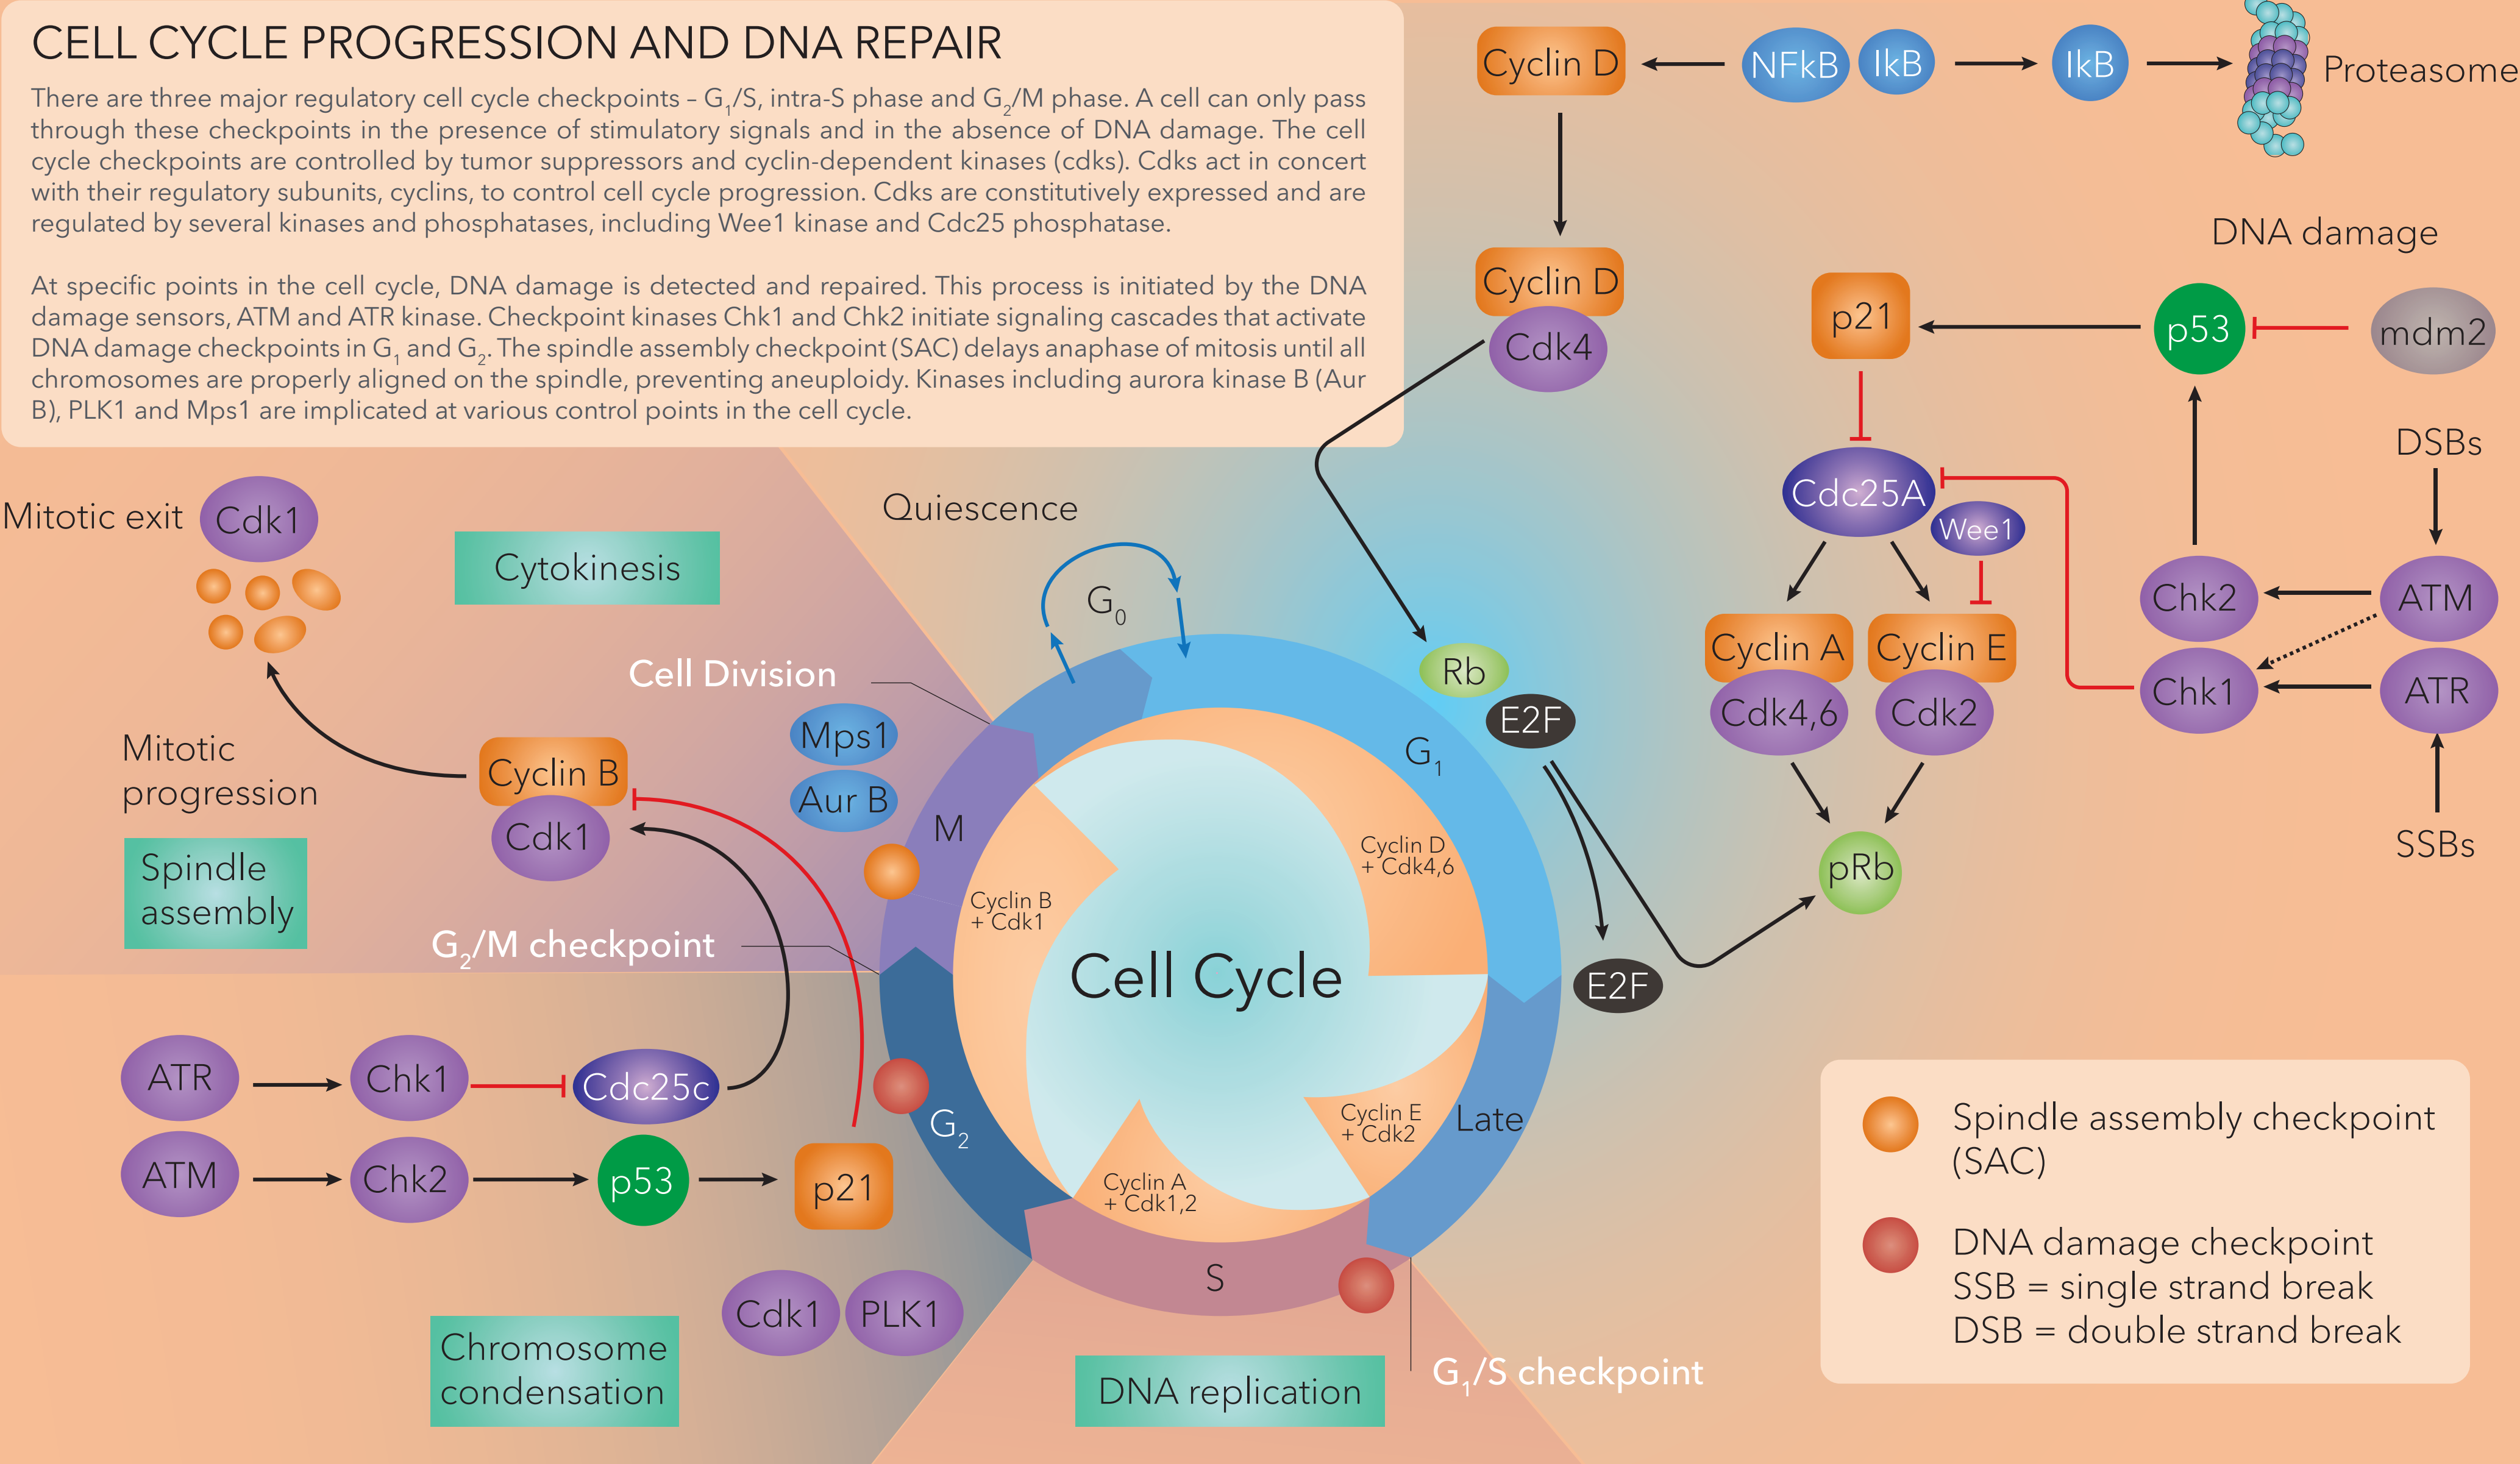 CELL CYCLE PROGRESSION AND DNA REPAIR
There are three major regulatory cell cycle checkpoints – G₁/S, intra-S phase and G₂/M phase. A cell can only pass
through these checkpoints in the presence of stimulatory signals and in the absence of DNA damage. The cell
cycle checkpoints are controlled by tumor suppressors and cyclin-dependent kinases (cdks). Cdks act in concert
with their regulatory subunits, cyclins, to control cell cycle progression. Cdks are constitutively expressed and are
regulated by several kinases and phosphatases, including Wee1 kinase and Cdc25 phosphatase.
At specific points in the cell cycle, DNA damage is detected and repaired. This process is initiated by the DNA
damage sensors, ATM and ATR kinase. Checkpoint kinases Chk1 and Chk2 initiate signaling cascades that activate
DNA damage checkpoints in G₁ and G₂. The spindle assembly checkpoint (SAC) delays anaphase of mitosis until all
chromosomes are properly aligned on the spindle, preventing aneuploidy. Kinases including aurora kinase B (Aur
B), PLK1 and Mps1 are implicated at various control points in the cell cycle.
Cyclin D
NFkB
IkB
IkB
Proteasome
Cyclin D
Cdk4
DNA damage
p21
p53
mdm2
DSBs
Cdc25A
Wee1
Chk2
ATM
Chk1
ATR
SSBs
Cyclin A
Cdk4,6
Cyclin E
Cdk2
pRb
Rb
E2F
E2F
Quiescence
G₀
Mitotic exit
Cdk1
Cytokinesis
Cell Division
Mps1
Aur B
Mitotic
progression
Cyclin B
Cdk1
Spindle
assembly
G₂/M checkpoint
M
G₁
Cyclin D
+ Cdk4,6
Cyclin B
+ Cdk1
Cell Cycle
Cyclin E
+ Cdk2
Late
Cyclin A
+ Cdk1,2
G₂
S
ATR
Chk1
Cdc25c
ATM
Chk2
p53
p21
Cdk1
PLK1
Chromosome
condensation
DNA replication
G₁/S checkpoint
Spindle assembly checkpoint
(SAC)
DNA damage checkpoint
SSB = single strand break
DSB = double strand break